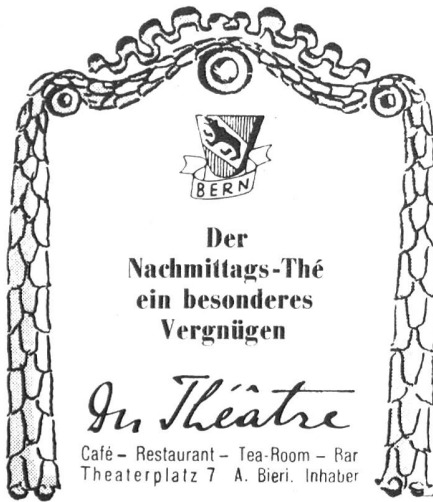 BERN
Der
Nachmittags-Thé
ein besonderes
Vergnügen
Du Théâtre
Café – Restaurant – Tea-Room – Bar
Theaterplatz 7 A. Bieri, Inhaber